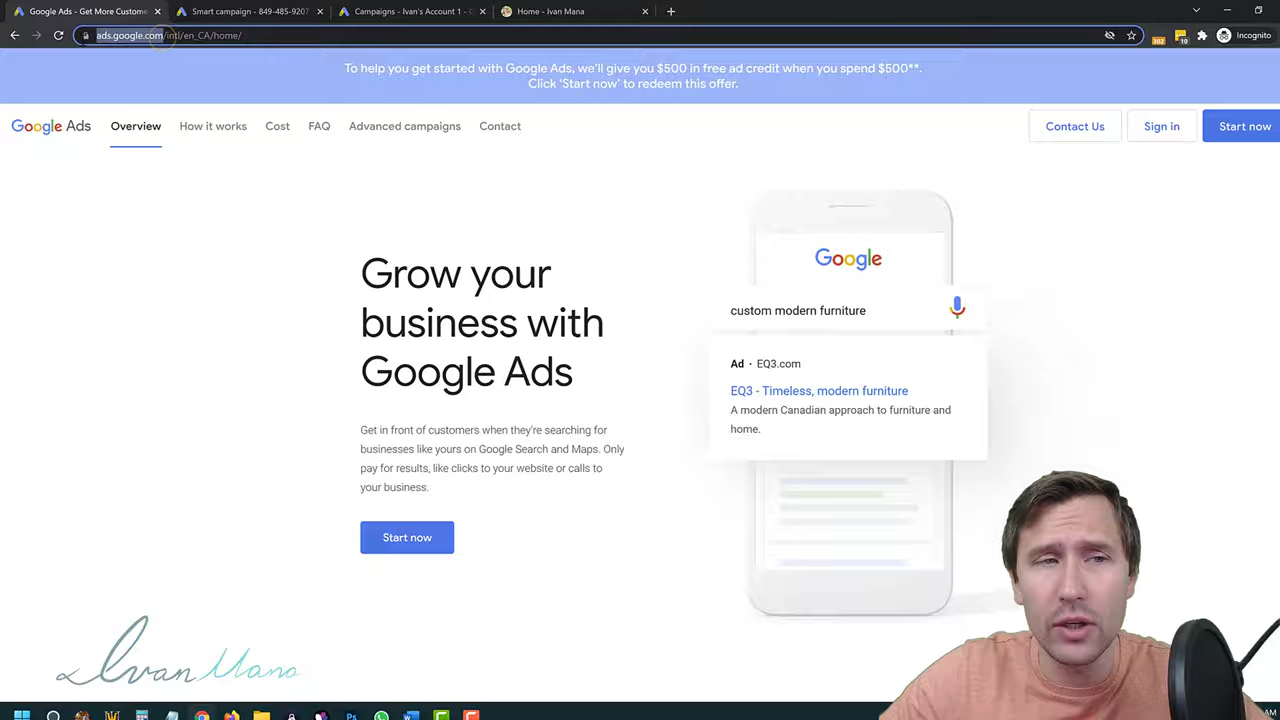 Google Ads - Get More Custome
Smart campaign - 849-485-9207
Campaigns - Ivan's Account 1 -
Home - Ivan Mana
ads.google.com/intl/en_CA/home/
Incognito
To help you get started with Google Ads, we'll give you $500 in free ad credit when you spend $500**.
Click 'Start now' to redeem this offer.
Google Ads
Overview
How it works
Cost
FAQ
Advanced campaigns
Contact
Contact Us
Sign in
Start now
Grow your
business with
Google Ads
Get in front of customers when they're searching for
businesses like yours on Google Search and Maps. Only
pay for results, like clicks to your website or calls to
your business.
Start now
Google
custom modern furniture
Ad · EQ3.com
EQ3 - Timeless, modern furniture
A modern Canadian approach to furniture and
home.
Ivan Mana
AM